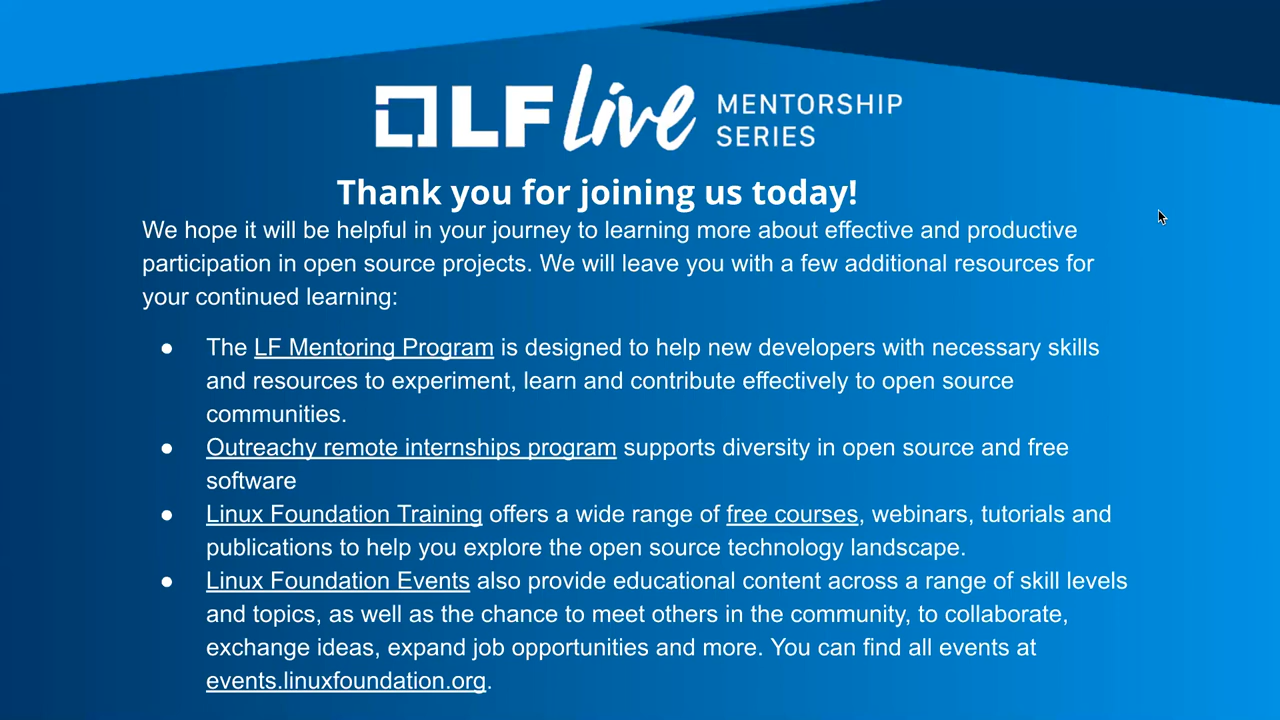 LF Live MENTORSHIP
SERIES
Thank you for joining us today!
We hope it will be helpful in your journey to learning more about effective and productive
participation in open source projects. We will leave you with a few additional resources for
your continued learning:
● The LF Mentoring Program is designed to help new developers with necessary skills
and resources to experiment, learn and contribute effectively to open source
communities.
● Outreachy remote internships program supports diversity in open source and free
software
● Linux Foundation Training offers a wide range of free courses, webinars, tutorials and
publications to help you explore the open source technology landscape.
● Linux Foundation Events also provide educational content across a range of skill levels
and topics, as well as the chance to meet others in the community, to collaborate,
exchange ideas, expand job opportunities and more. You can find all events at
events.linuxfoundation.org.